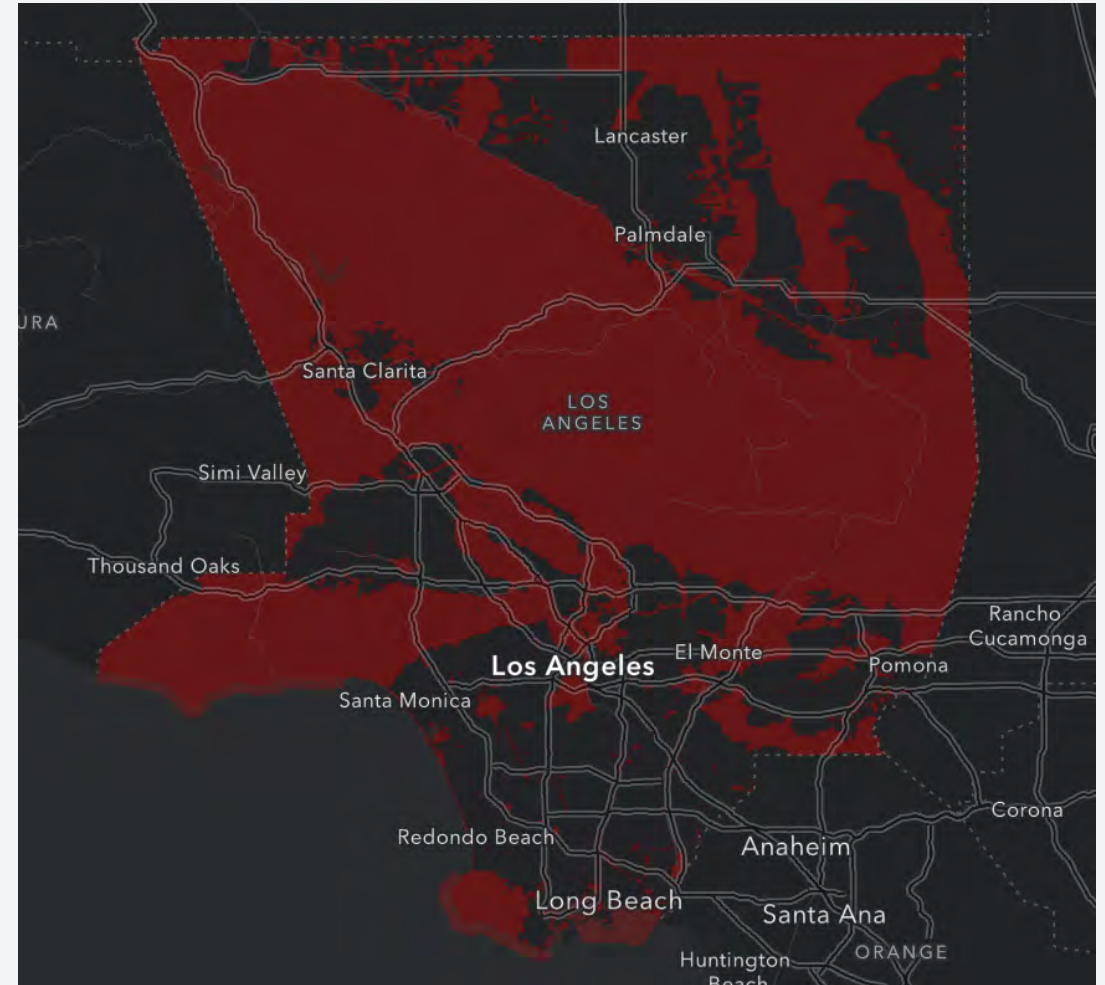 Lancaster
Palmdale
URA
Santa Clarita
LOS
ANGELES
Simi Valley
Thousand Oaks
Rancho
Cucamonga
El Monte
Los Angeles
Pomona
Santa Monica
Corona
Redondo Beach
Anaheim
Long Beach
Santa Ana
ORANGE
Huntington
Beach